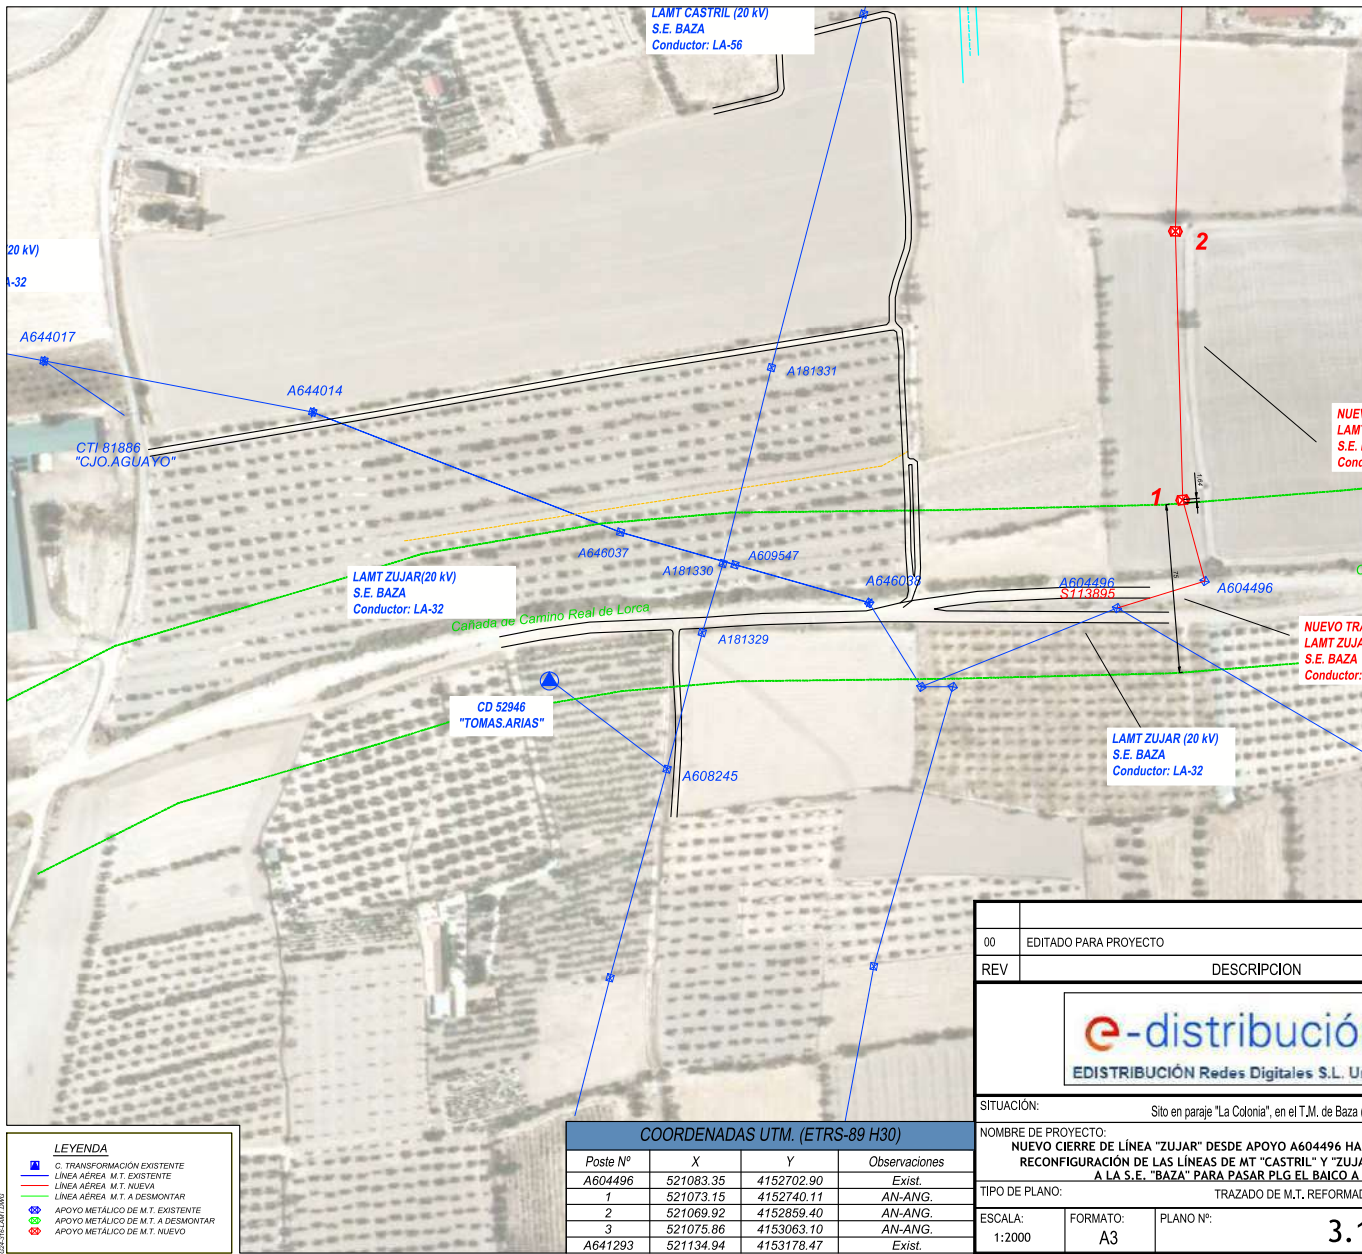 LAMT CASTRIL (20 kV)
S.E. BAZA
Conductor: LA-56
20 kV)
A-32
2
A644017
A644014
A181331
CTI 81886
"CJO.AGUAYO"
NUEV
LAMT
S.E.
Cond
1
1.64
75
A646037
A181330
A609547
A646038
A604496
S113895
A604496
LAMT ZUJAR(20 kV)
S.E. BAZA
Conductor: LA-32
Cañada de Camino Real de Lorca
A181329
NUEVO TRA
LAMT ZUJA
S.E. BAZA
Conductor:
CD 52946
"TOMAS.ARIAS"
LAMT ZUJAR (20 kV)
S.E. BAZA
Conductor: LA-32
A608245
00 EDITADO PARA PROYECTO
REV DESCRIPCION
e-distribució
EDISTRIBUCIÓN Redes Digitales S.L. U
SITUACIÓN: Sito en paraje "La Colonia", en el T.M. de Baza (
NOMBRE DE PROYECTO:
NUEVO CIERRE DE LÍNEA "ZUJAR" DESDE APOYO A604496 HA
RECONFIGURACIÓN DE LAS LÍNEAS DE MT "CASTRIL" Y "ZUJA
A LA S.E. "BAZA" PARA PASAR PLG EL BAICO A
TIPO DE PLANO: TRAZADO DE M.T. REFORMAD
ESCALA: FORMATO: PLANO Nº:
1:2000 A3 3.
COORDENADAS UTM. (ETRS-89 H30)
Poste Nº X Y Observaciones
A604496 521083.35 4152702.90 Exist.
1 521073.15 4152740.11 AN-ANG.
2 521069.92 4152859.40 AN-ANG.
3 521075.86 4153063.10 AN-ANG.
A641293 521134.94 4153178.47 Exist.
LEYENDA
C. TRANSFORMACIÓN EXISTENTE
LÍNEA AÉREA M.T. EXISTENTE
LÍNEA AÉREA M.T. NUEVA
LÍNEA AÉREA M.T. A DESMONTAR
APOYO METÁLICO DE M.T. EXISTENTE
APOYO METÁLICO DE M.T. A DESMONTAR
APOYO METÁLICO DE M.T. NUEVO